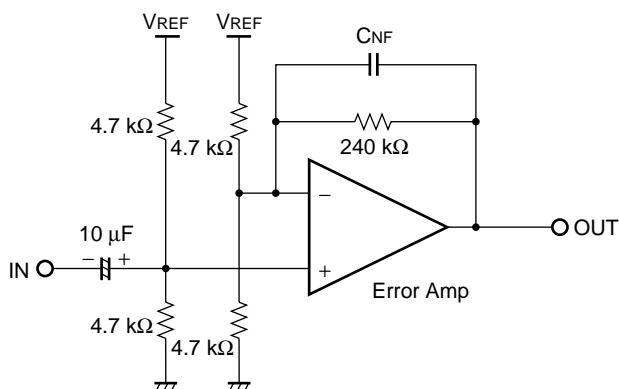 VREF
VREF
CNF
4.7 kΩ
4.7 kΩ
240 kΩ
−
10 μF
− +
IN
+
OUT
Error Amp
4.7 kΩ
4.7 kΩ